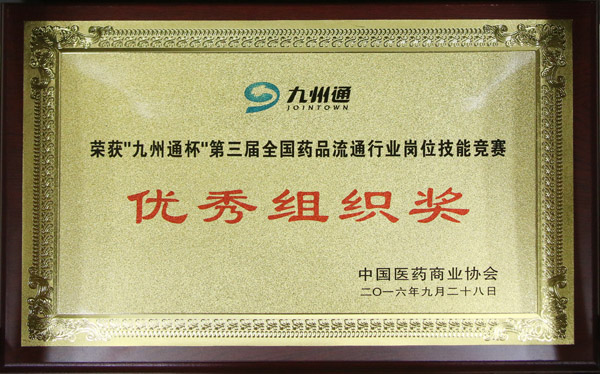 九州通
JOINTOWN
荣获"九州通杯"第三届全国药品流通行业岗位技能竞赛
优秀组织奖
中国医药商业协会
二〇一六年九月二十八日